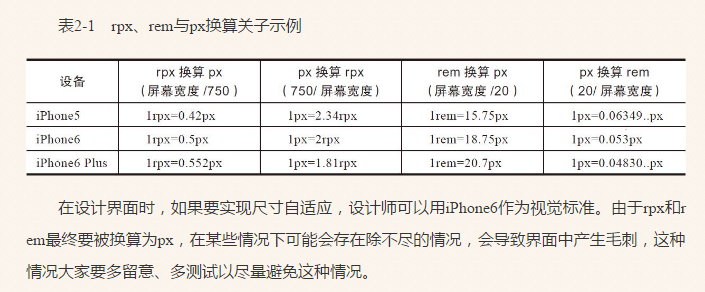 表2-1 rpx、rem与px换算关子示例
设备 rpx 换算 px (屏幕宽度 /750) px 换算 rpx (750/ 屏幕宽度) rem 换算 px (屏幕宽度 /20) px 换算 rem (20/ 屏幕宽度)
iPhone5 1rpx=0.42px 1px=2.34rpx 1rem=15.75px 1px=0.06349..px
iPhone6 1rpx=0.5px 1px=2rpx 1rem=18.75px 1px=0.053px
iPhone6 Plus 1rpx=0.552px 1px=1.81rpx 1rem=20.7px 1px=0.04830..px
在设计界面时，如果要实现尺寸自适应，设计师可以用iPhone6作为视觉标准。由于rpx和r
em最终要被换算为px，在某些情况下可能会存在除不尽的情况，会导致界面中产生毛刺，这种
情况大家要多留意、多测试以尽量避免这种情况。